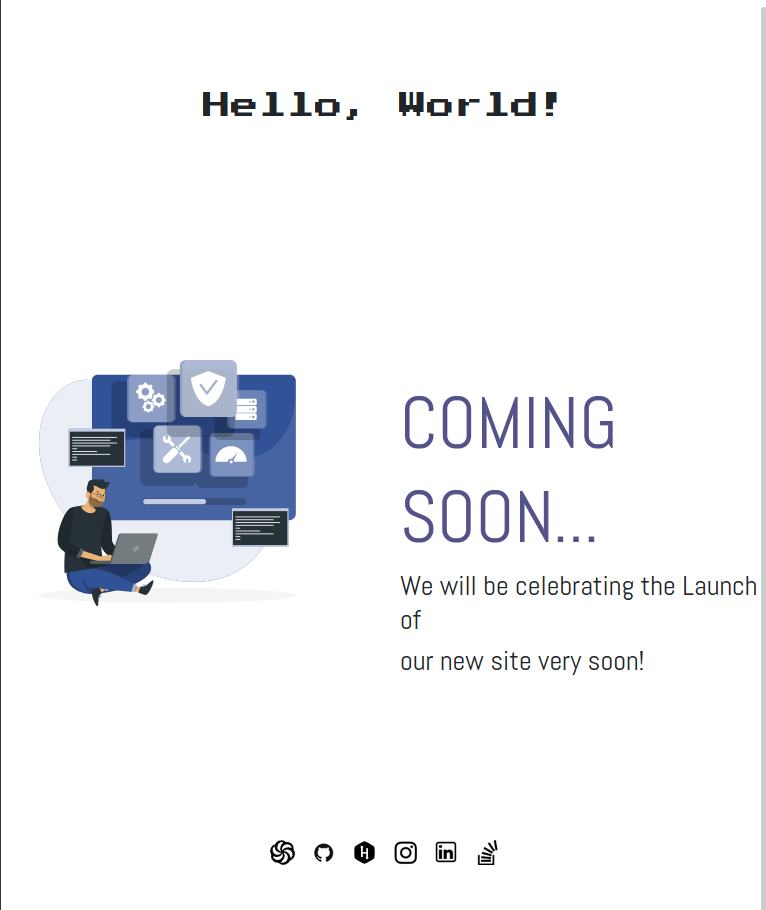 Hello, World!
COMING
SOON...
We will be celebrating the Launch
of
our new site very soon!